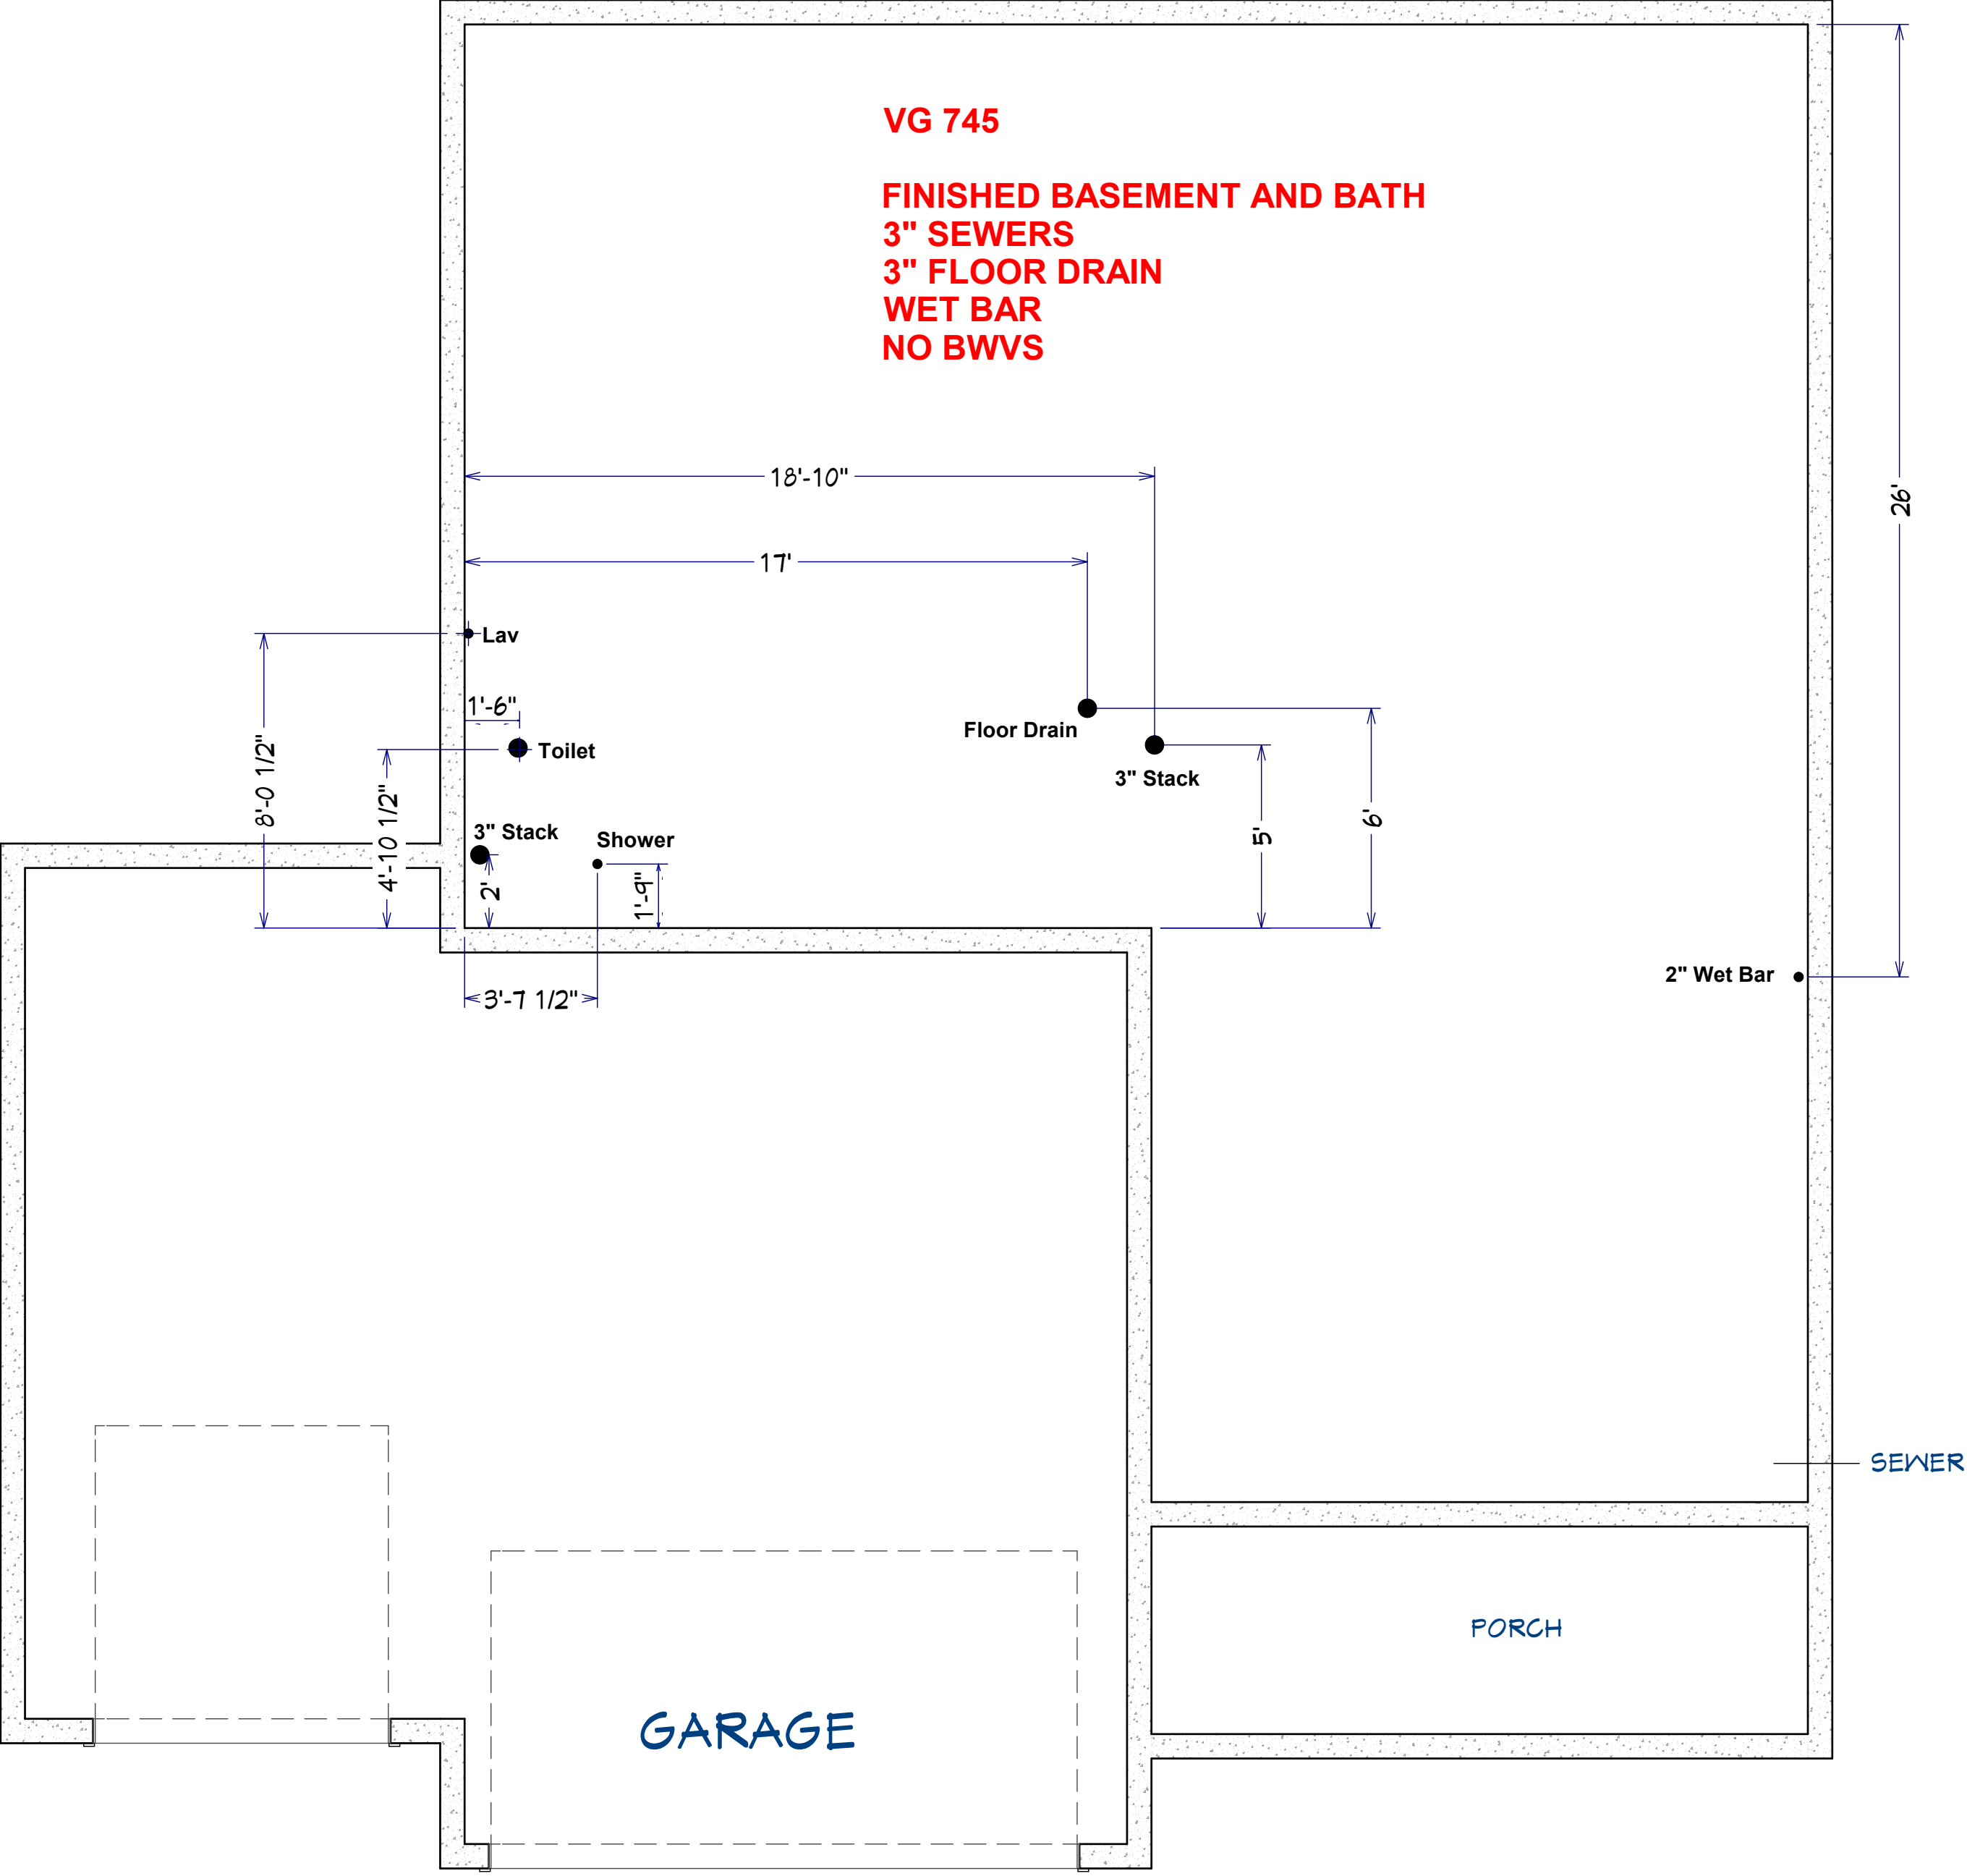 VG 745
FINISHED BASEMENT AND BATH
3" SEWERS
3" FLOOR DRAIN
WET BAR
NO BWVS
18'-10"
26'
17'
Lav
1'-6"
Floor Drain
Toilet
8'-0 1/2"
3" Stack
4'-10 1/2"
6'
5'
3" Stack
Shower
2'
1'-9"
2" Wet Bar
3'-7 1/2"
SEWER
PORCH
GARAGE